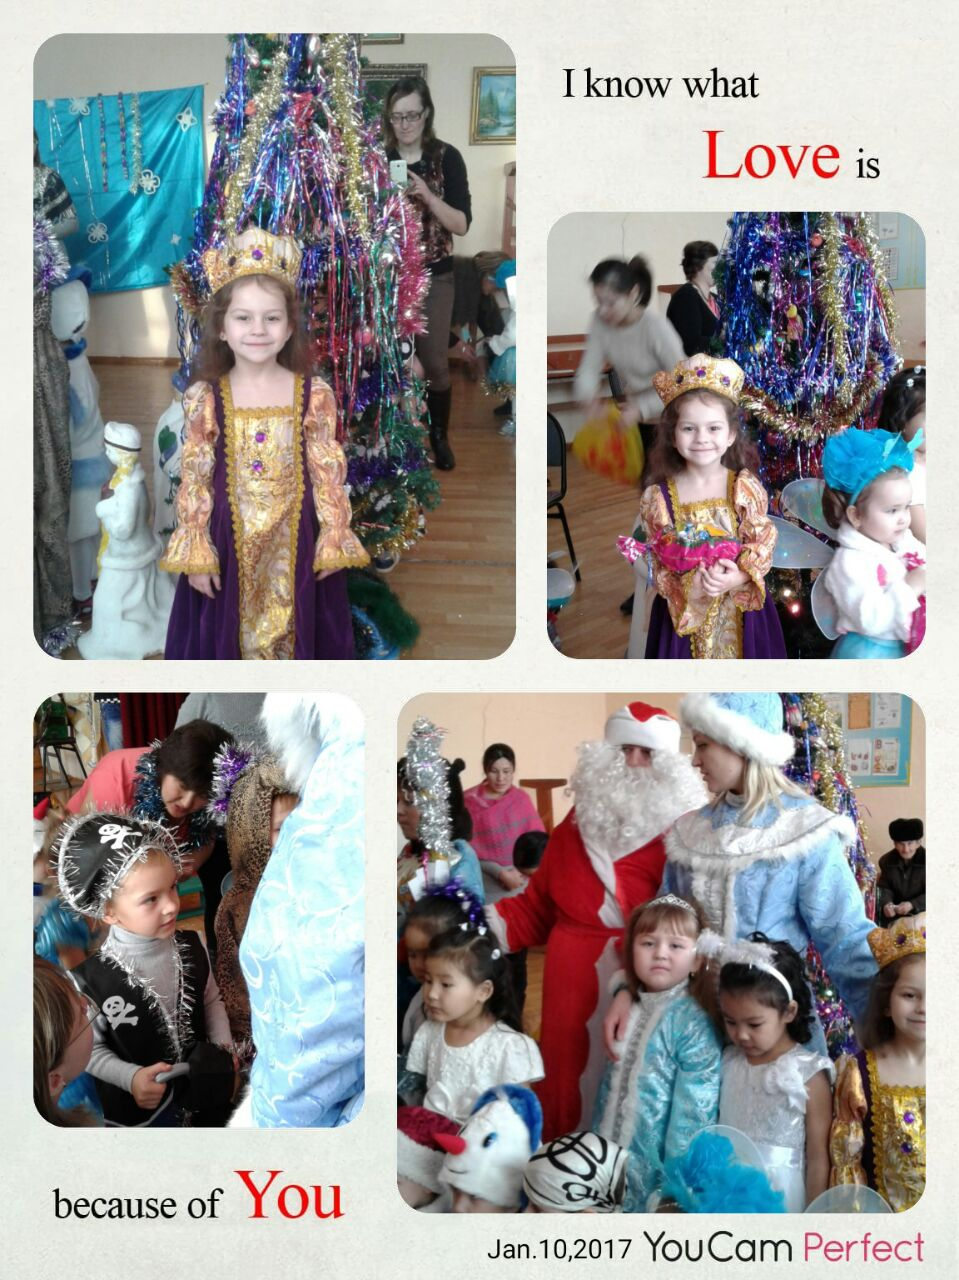 I know what
Love is
because of You
Jan.10,2017 YouCam Perfect